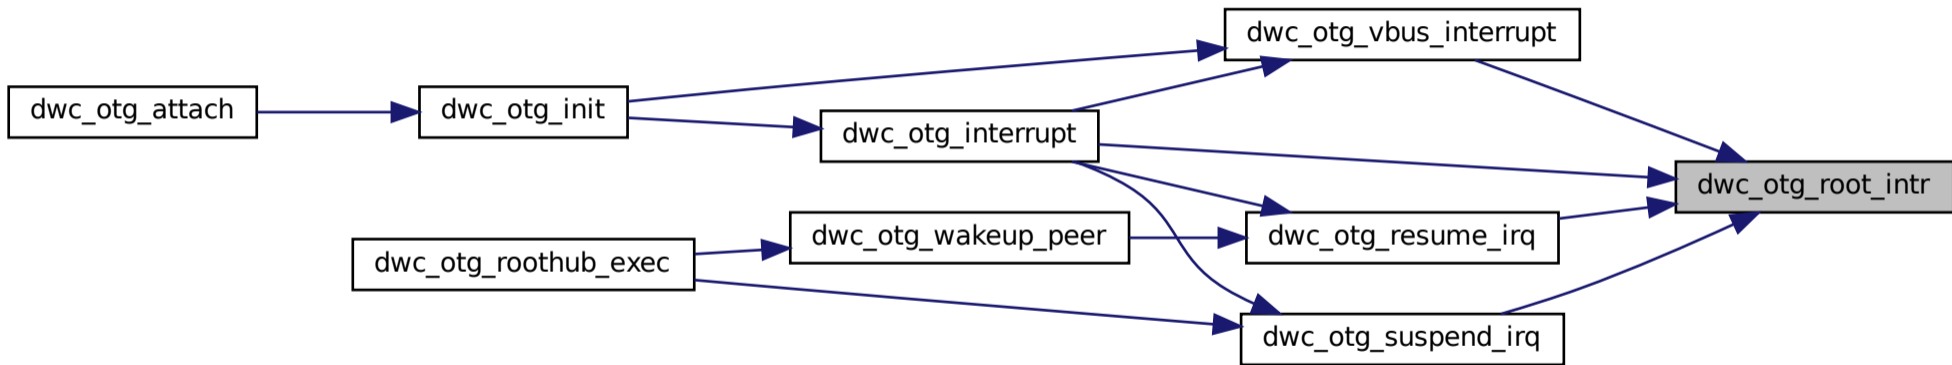 dwc_otg_vbus_interrupt
dwc_otg_attach
dwc_otg_init
dwc_otg_interrupt
dwc_otg_root_intr
dwc_otg_wakeup_peer
dwc_otg_resume_irq
dwc_otg_roothub_exec
dwc_otg_suspend_irq